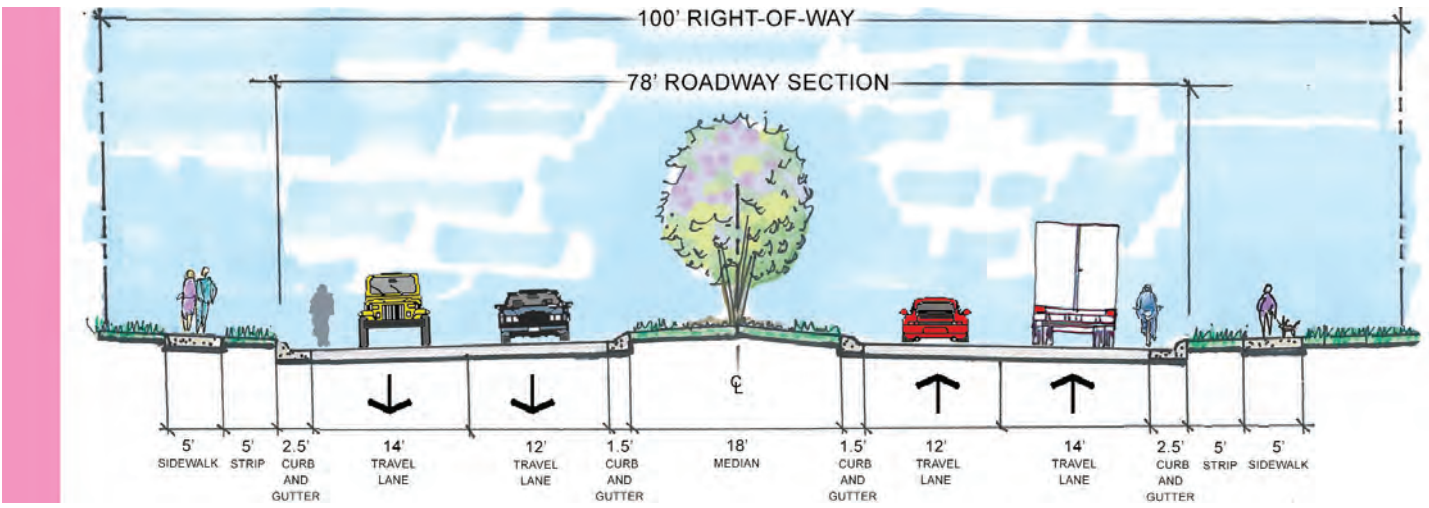 100' RIGHT-OF-WAY
78' ROADWAY SECTION
℄
5' 5' 2.5' 14' 12' 1.5' 18' 1.5' 12' 14' 2.5' 5' 5'
SIDEWALK STRIP CURB TRAVEL TRAVEL CURB MEDIAN CURB TRAVEL TRAVEL CURB STRIP SIDEWALK
AND LANE LANE AND AND LANE LANE AND
GUTTER GUTTER GUTTER GUTTER